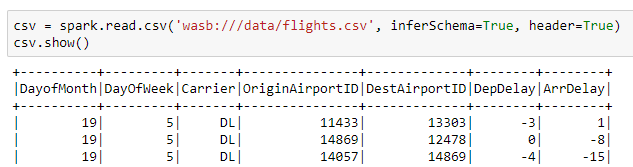 csv = spark.read.csv('wasb:///data/flights.csv', inferSchema=True, header=True)
csv.show()
+----------+---------+-------+---------------+-------------+--------+--------+
|DayofMonth|DayOfWeek|Carrier|OriginAirportID|DestAirportID|DepDelay|ArrDelay|
+----------+---------+-------+---------------+-------------+--------+--------+
|        19|        5|     DL|          11433|        13303|      -3|       1|
|        19|        5|     DL|          14869|        12478|       0|      -8|
|        19|        5|     DL|          14057|        14869|      -4|     -15|